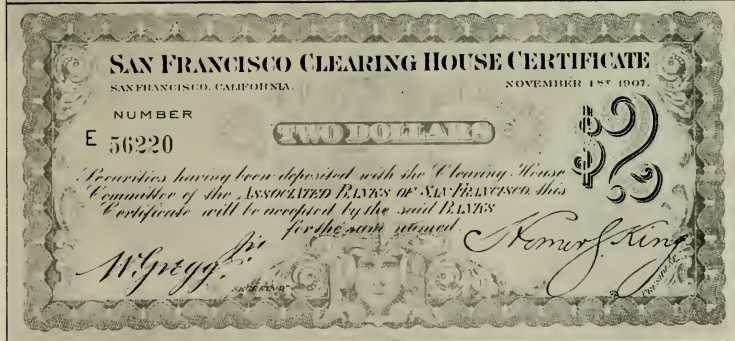 SAN FRANCISCO CLEARING HOUSE CERTIFICATE
SAN FRANCISCO, CALIFORNIA. NOVEMBER 1ST 1907.
NUMBER
E 56220
TWO DOLLARS
$2
Securities having been deposited with the Clearing House
Committee of the ASSOCIATED BANKS OF SAN FRANCISCO, this
Certificate will be accepted by the said BANKS
for the sum named.
W. Gregg Jr. Homer S. King
SECRETARY PRESIDENT